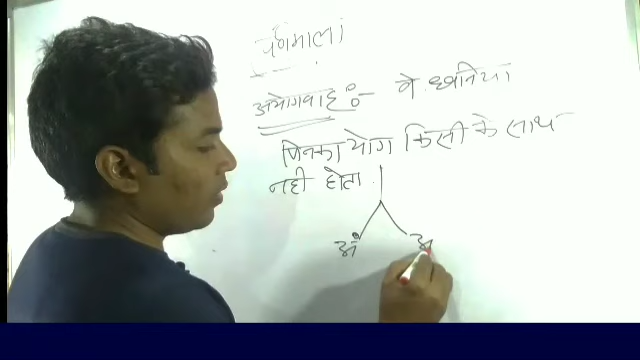 वर्णमाला
अयोगवाह :- वे ध्वनिया
जिनका योग किसी के साथ
नही होता
अं अ